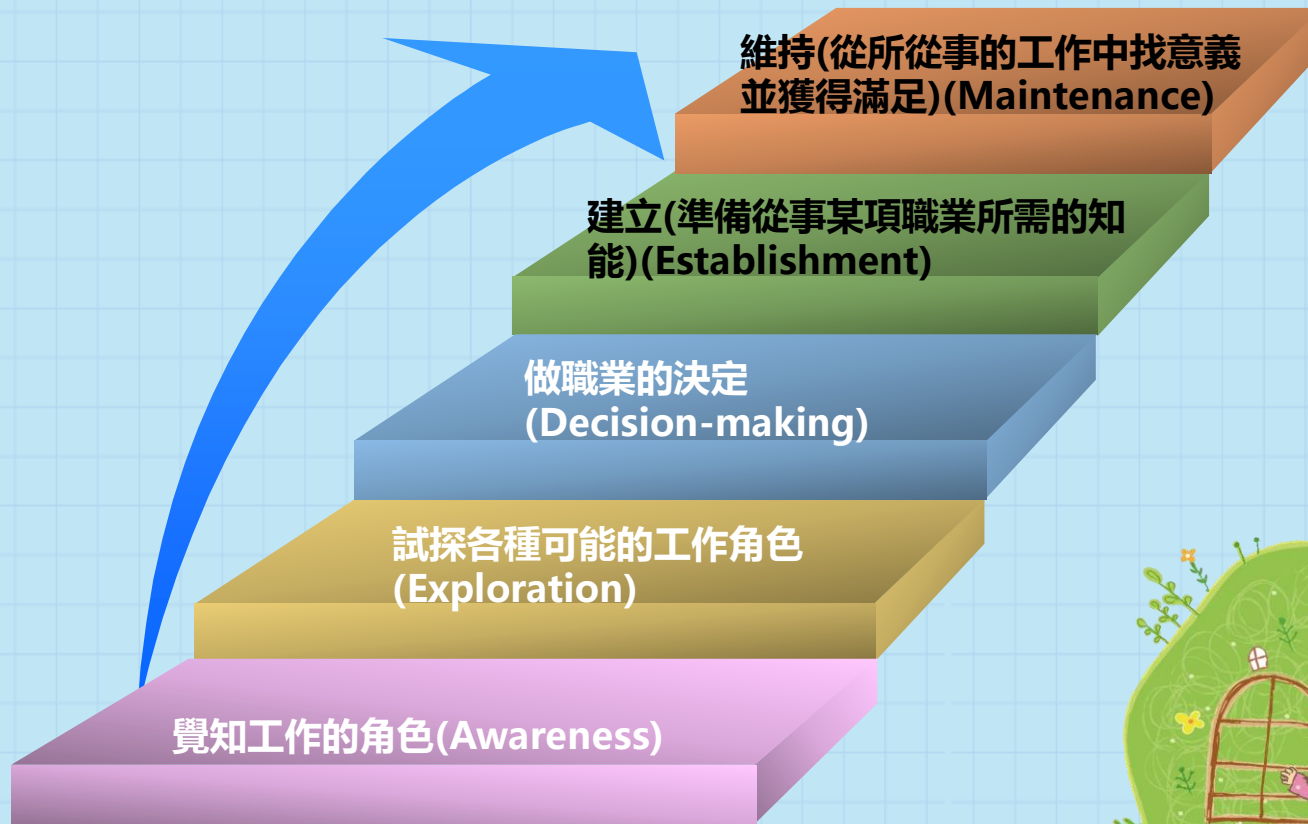 維持(從所從事的工作中找意義
並獲得滿足)(Maintenance)
建立(準備從事某項職業所需的知
能)(Establishment)
做職業的決定
(Decision-making)
試探各種可能的工作角色
(Exploration)
覺知工作的角色(Awareness)